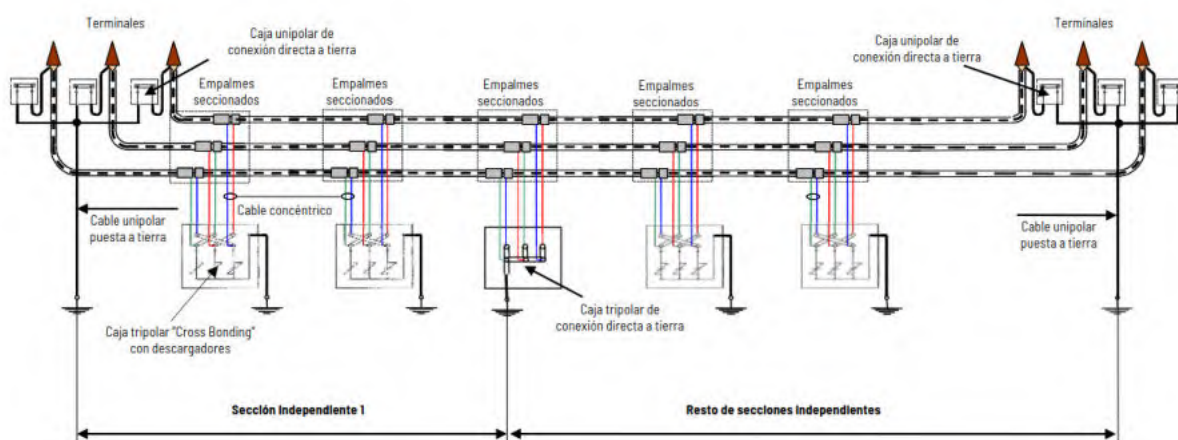 Terminales
Terminales
Caja unipolar de
conexión directa a tierra
Caja unipolar de
conexión directa a tierra
Empalmes
seccionados
Empalmes
seccionados
Empalmes
seccionados
Empalmes
seccionados
Empalmes
seccionados
Cable unipolar
puesta a tierra
Cable concéntrico
Cable unipolar
puesta a tierra
Caja tripolar "Cross Bonding"
con descargadores
Caja tripolar de
conexión directa a tierra
Sección Independiente 1
Resto de secciones Independientes